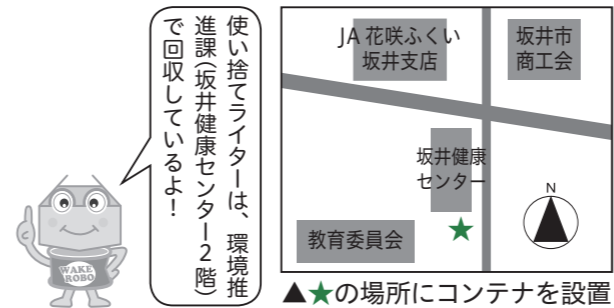 使い捨てライターは、環境推
進課(坂井健康センター2階)
で回収しているよ！
WAKE
ROBO
JA 花咲ふくい
坂井支店
坂井市
商工会
坂井健康
センター
教育委員会
N
▲★の場所にコンテナを設置